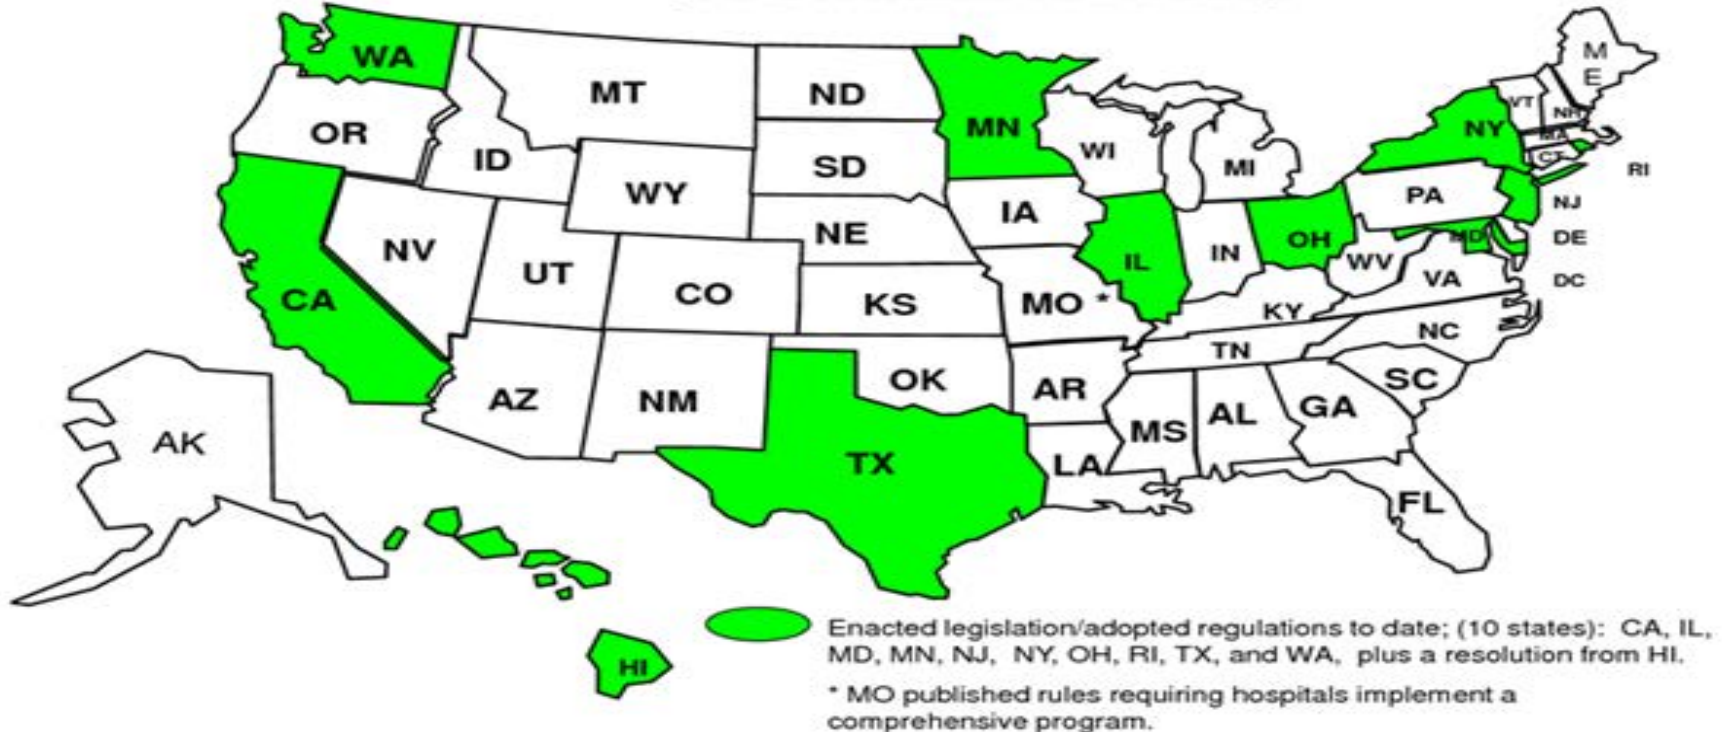 WA
MT
ND
MN
OR
ID
SD
WI
MI
NY
VT
NH
M
E
MA
CT
RI
WY
IA
PA
NJ
NV
NE
IL
IN
OH
MD
DE
UT
CO
KS
MO *
WV
VA
DC
CA
KY
NC
TN
AZ
NM
OK
AR
SC
MS
AL
GA
AK
TX
LA
FL
HI
Enacted legislation/adopted regulations to date; (10 states): CA, IL,
MD, MN, NJ, NY, OH, RI, TX, and WA, plus a resolution from HI.
* MO published rules requiring hospitals implement a
comprehensive program.